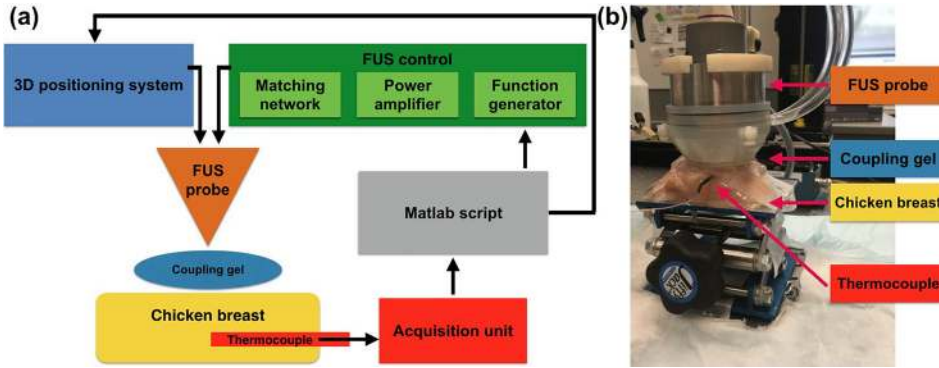 (a)
3D positioning system
FUS control
Matching
network
Power
amplifier
Function
generator
FUS
probe
Matlab script
Coupling gel
Chicken breast
Thermocouple
Acquisition unit
(b)
FUS probe
Coupling gel
Chicken breast
Thermocouple